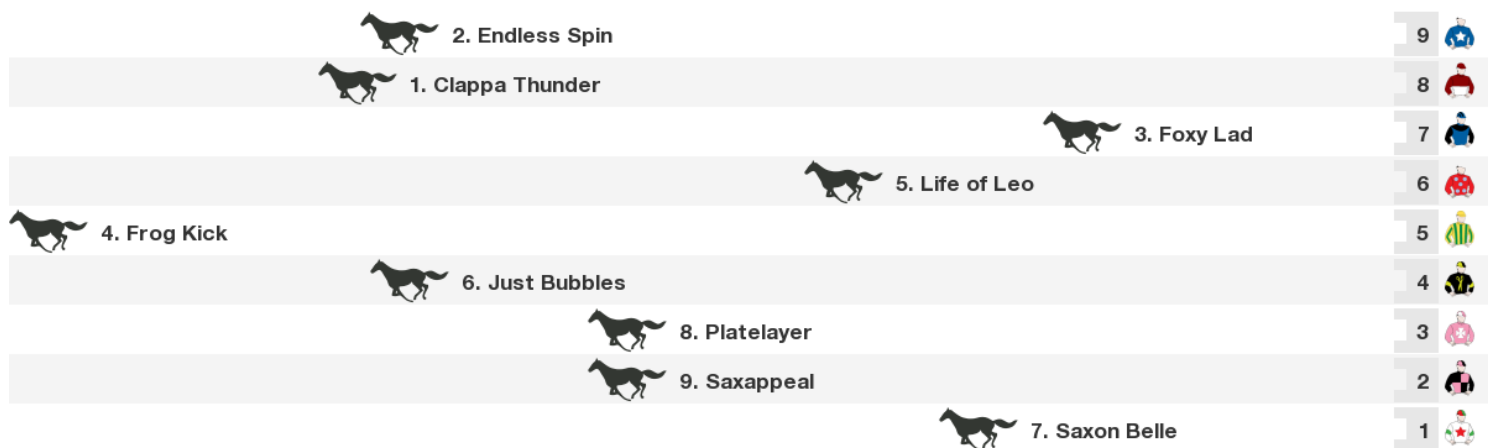 2. Endless Spin 9
1. Clappa Thunder 8
3. Foxy Lad 7
5. Life of Leo 6
4. Frog Kick 5
6. Just Bubbles 4
8. Platelayer 3
9. Saxappeal 2
7. Saxon Belle 1